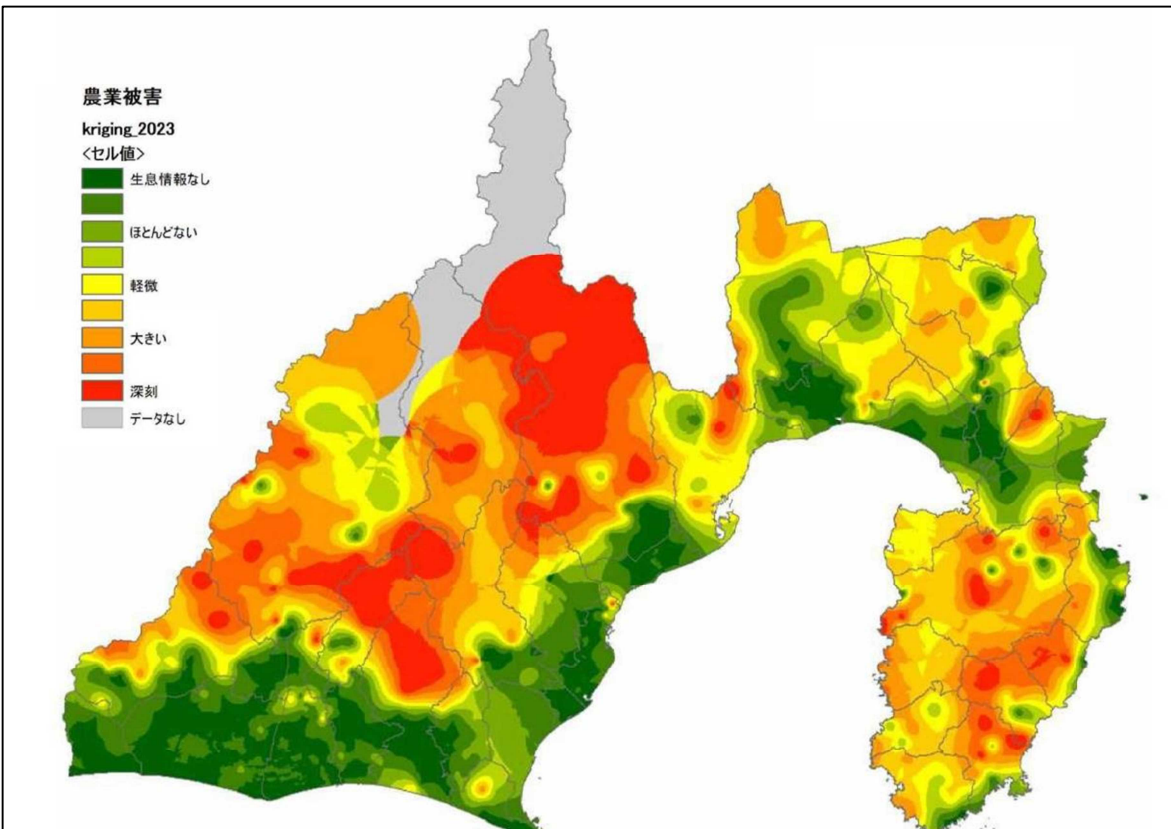 農業被害
kriging_2023
<セル値>
生息情報なし
ほとんどない
軽微
大きい
深刻
データなし